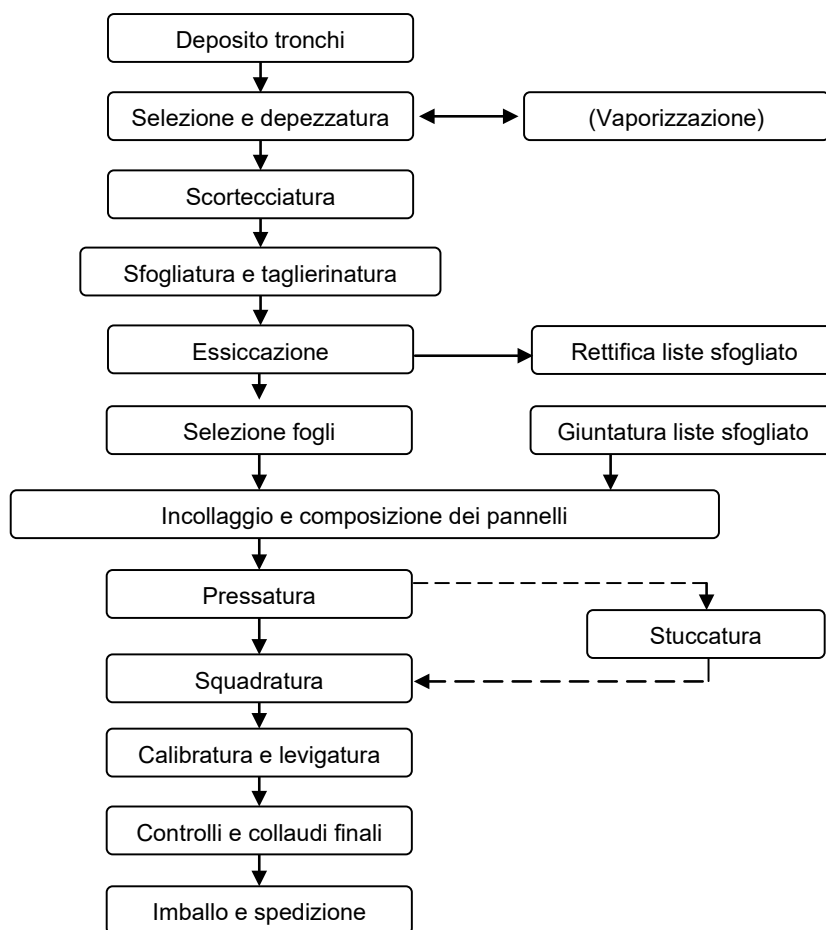 Deposito tronchi
Selezione e depezzatura
(Vaporizzazione)
Scortecciatura
Sfogliatura e taglierinatura
Essiccazione
Rettifica liste sfogliato
Selezione fogli
Giuntatura liste sfogliato
Incollaggio e composizione dei pannelli
Pressatura
Stuccatura
Squadratura
Calibratura e levigatura
Controlli e collaudi finali
Imballo e spedizione